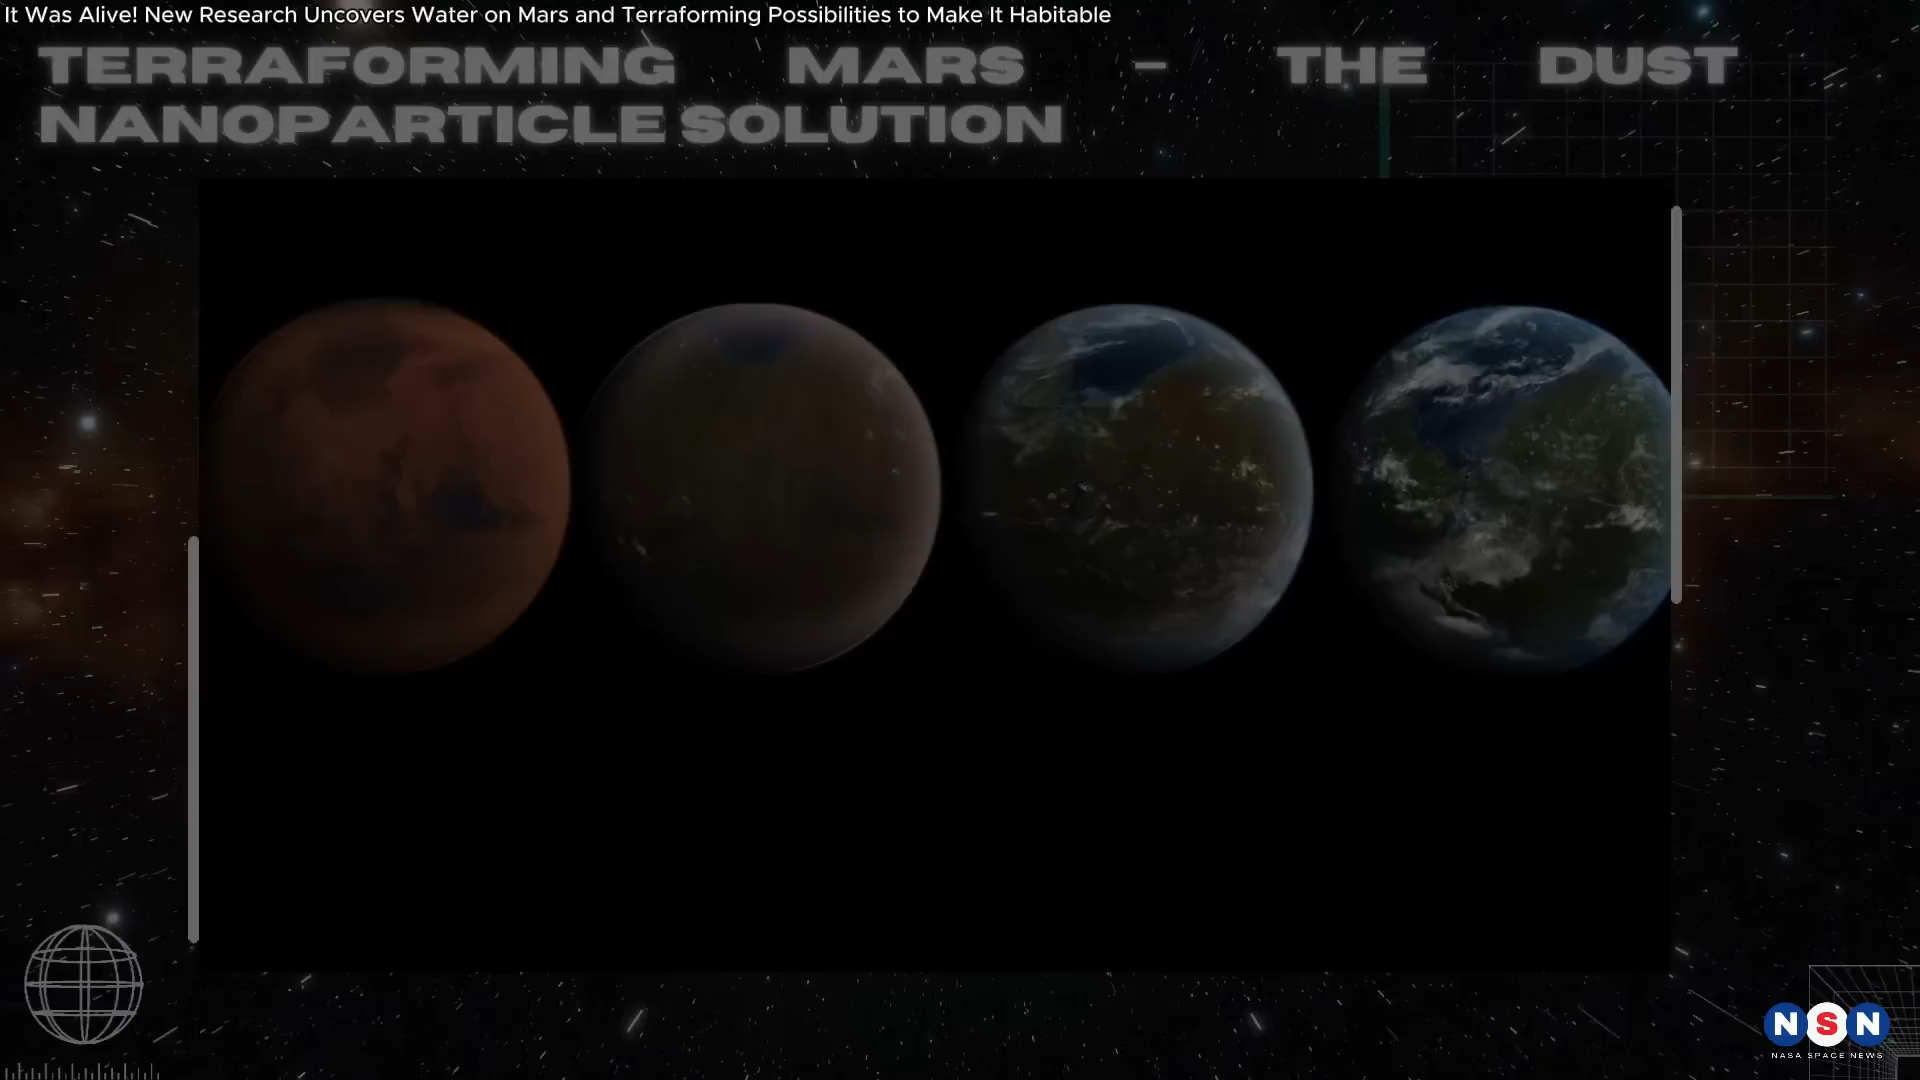 It Was Alive! New Research Uncovers Water on Mars and Terraforming Possibilities to Make It Habitable
TERRAFORMING MARS – THE DUST
NANOPARTICLE SOLUTION
NSN
NASA SPACE NEWS